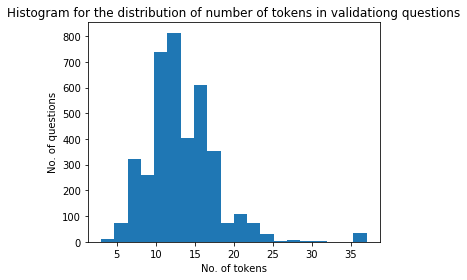 Histogram for the distribution of number of tokens in validationg questions
800
700
600
500
400
300
200
100
0
No. of questions
5 10 15 20 25 30 35
No. of tokens